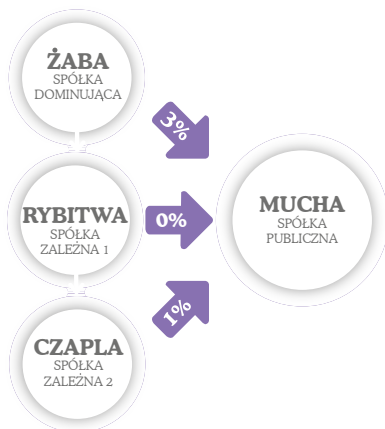 ŻABA
SPÓŁKA
DOMINUJĄCA
3%
RYBITWA
SPÓŁKA
ZALEŻNA 1
0%
MUCHA
SPÓŁKA
PUBLICZNA
CZAPLA
SPÓŁKA
ZALEŻNA 2
1%